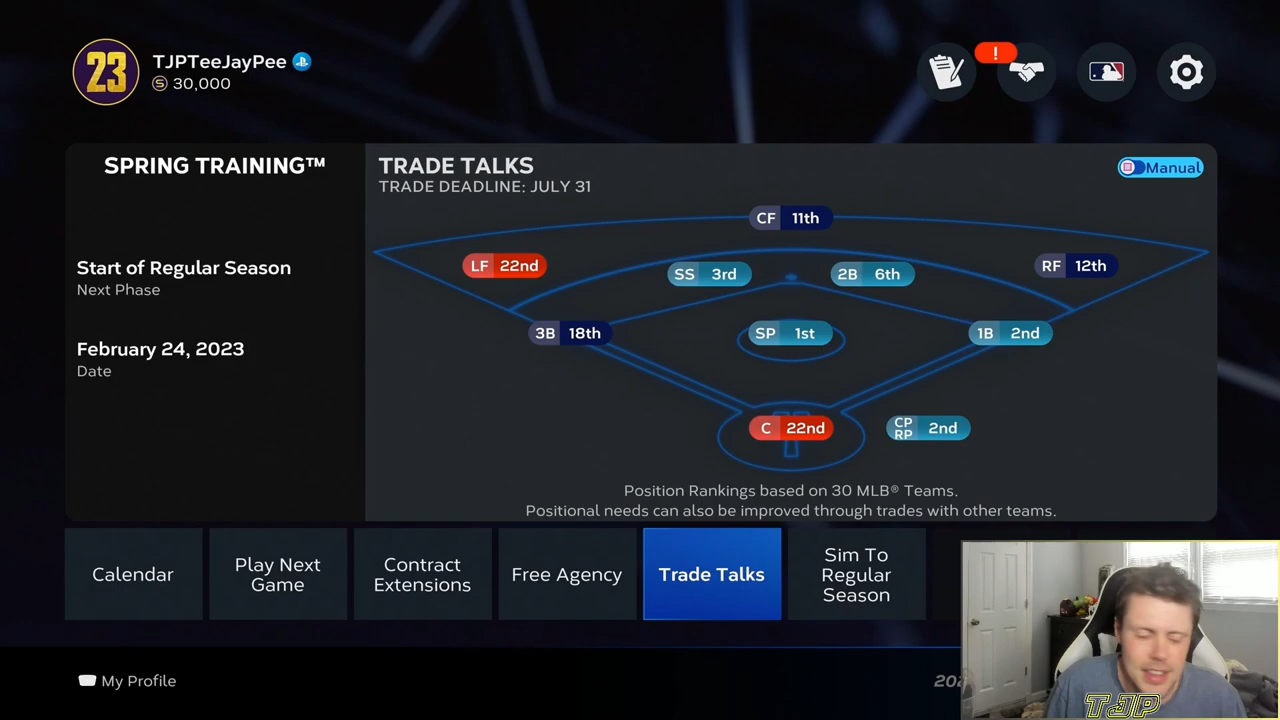 23
TJPTeeJayPee
30,000
!
SPRING TRAINING™
Start of Regular Season
Next Phase
February 24, 2023
Date
TRADE TALKS
TRADE DEADLINE: JULY 31
Manual
CF 11th
LF 22nd
SS 3rd
2B 6th
RF 12th
3B 18th
SP 1st
1B 2nd
C 22nd
CP
RP 2nd
Position Rankings based on 30 MLB® Teams.
Positional needs can also be improved through trades with other teams.
Calendar
Play Next
Game
Contract
Extensions
Free Agency
Trade Talks
Sim To
Regular
Season
My Profile
TJP